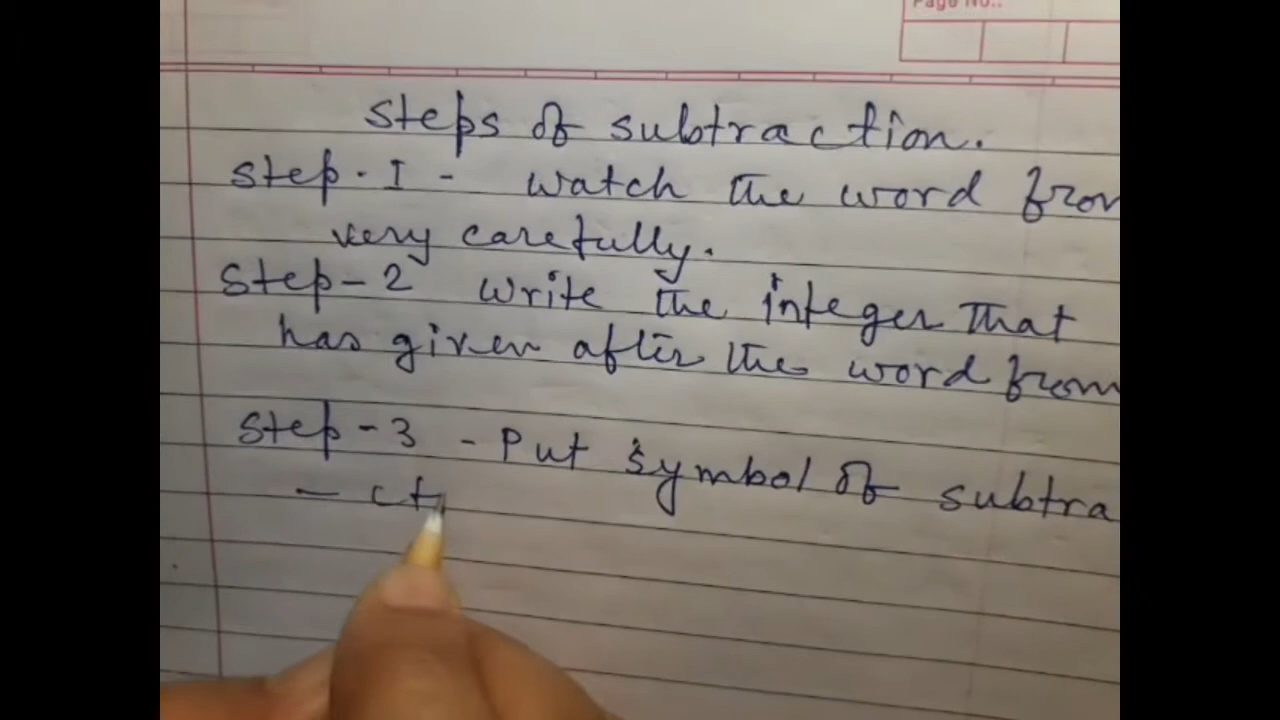 Page No..
steps of subtraction.
step.I - watch the word from
very carefully.
step-2 write the integer that
has given after the word from
step-3 - Put symbol of subtra
- ct